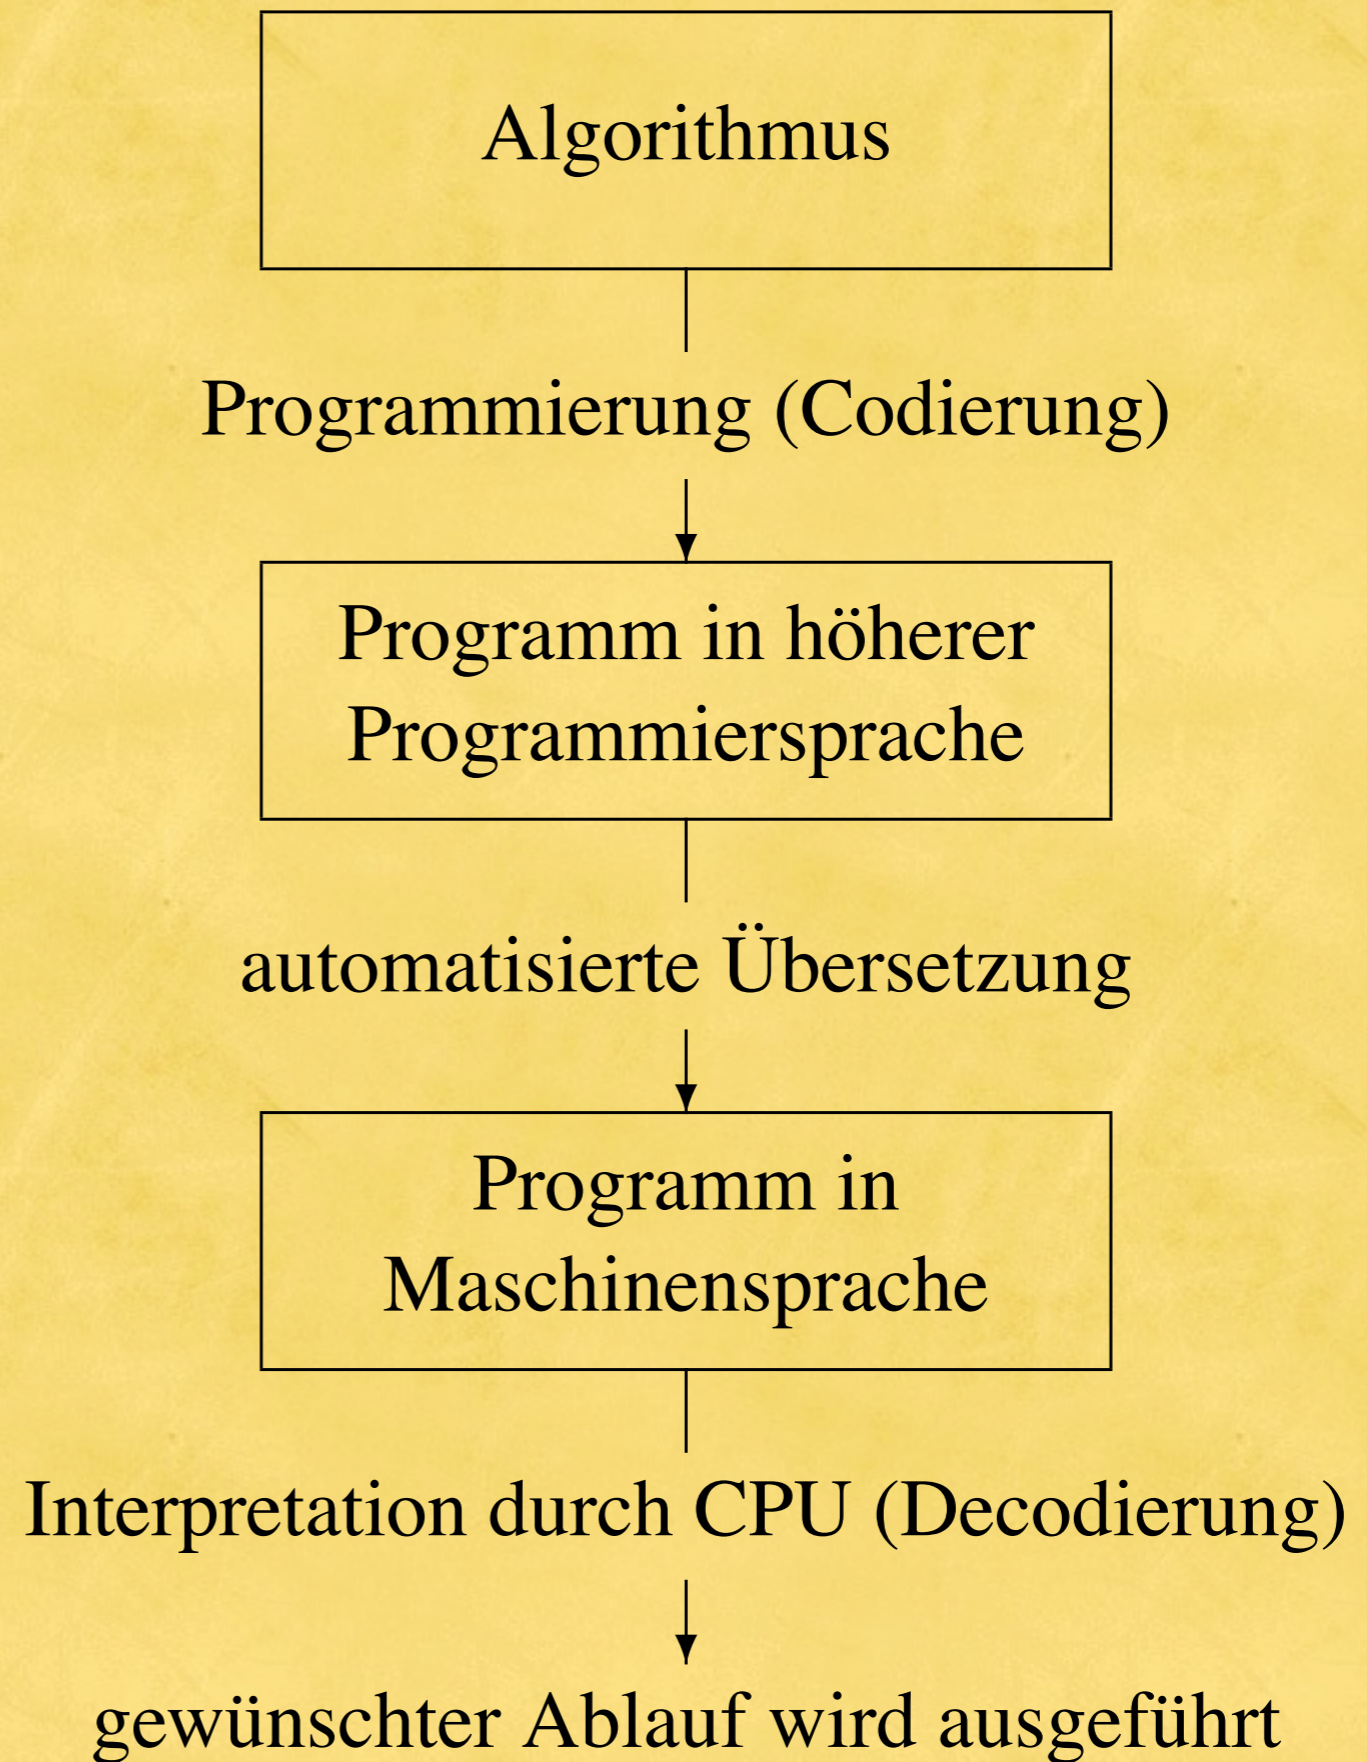 Algorithmus
Programmierung (Codierung)
Programm in höherer
Programmiersprache
automatisierte Übersetzung
Programm in
Maschinensprache
Interpretation durch CPU (Decodierung)
gewünschter Ablauf wird ausgeführt